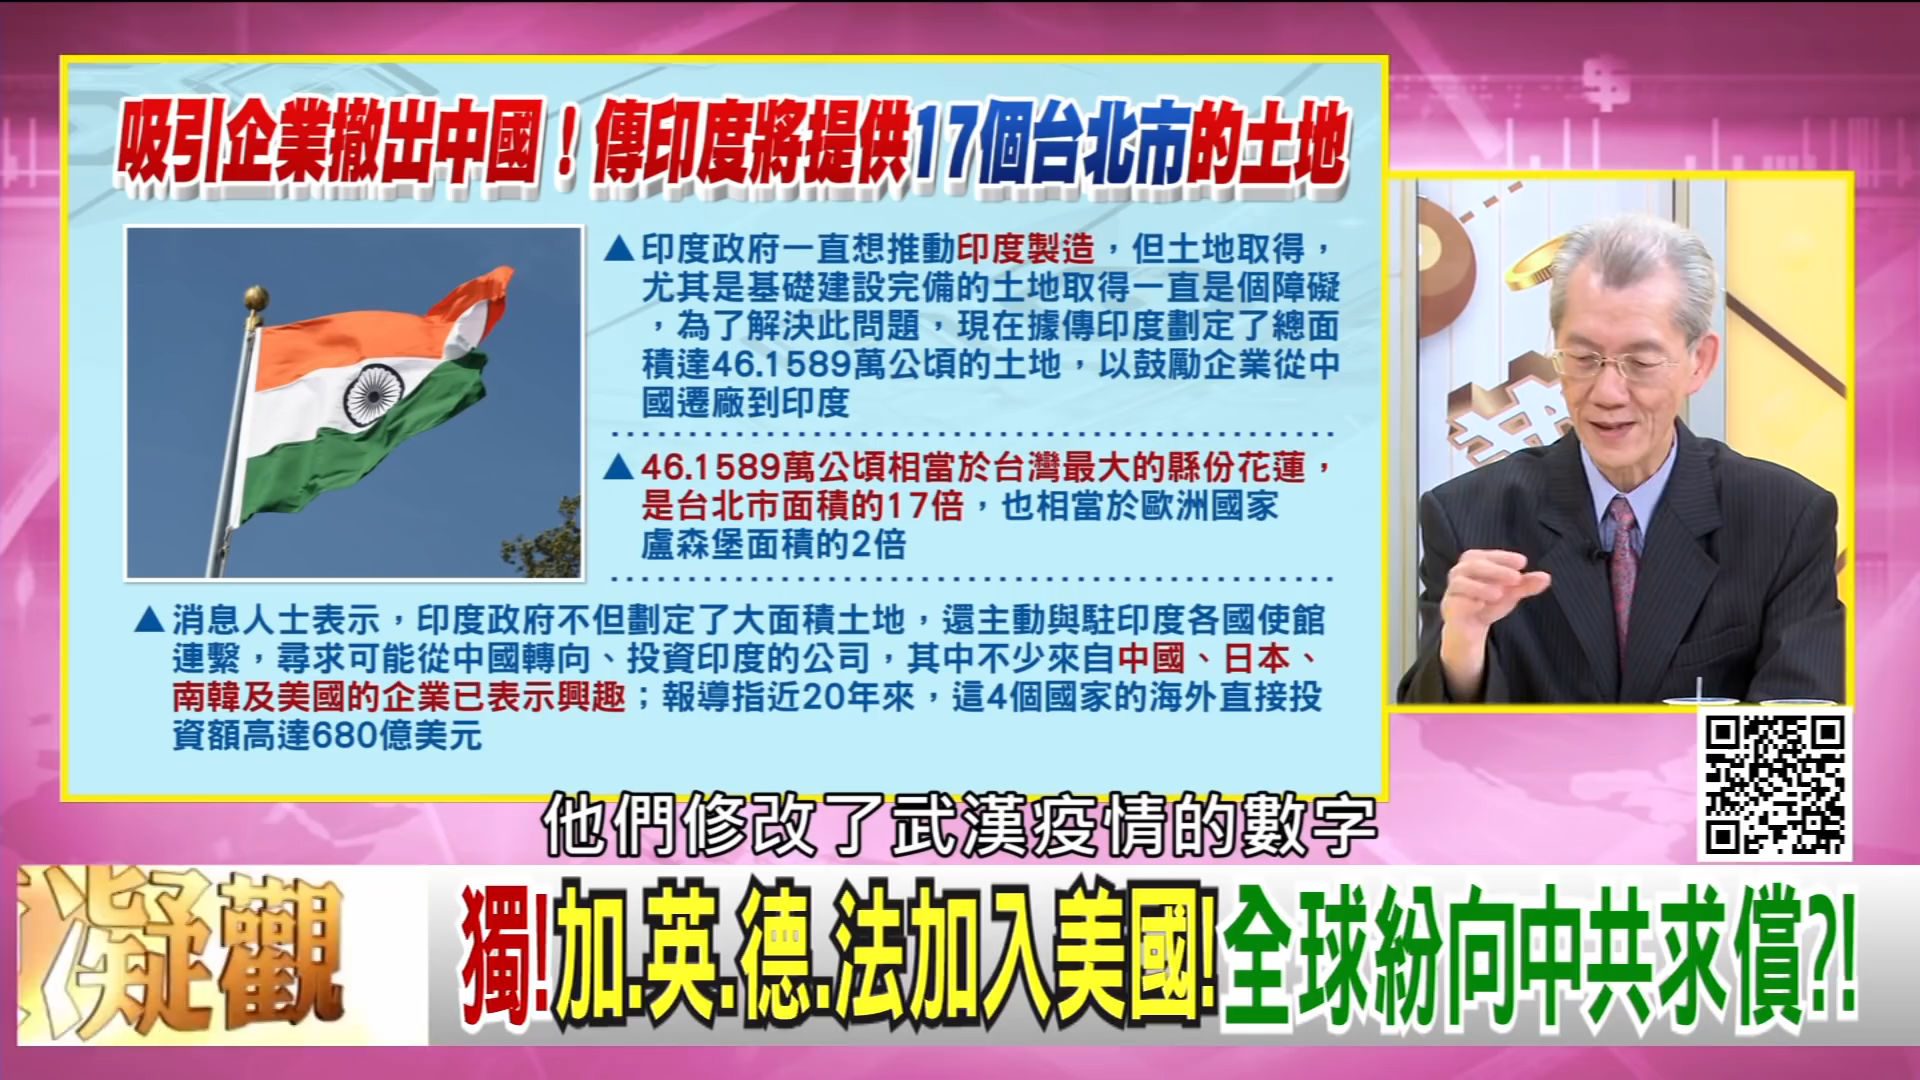 吸引企業撤出中國！傳印度將提供17個台北市的土地
▲印度政府一直想推動印度製造，但土地取得，
尤其是基礎建設完備的土地取得一直是個障礙
，為了解決此問題，現在據傳印度劃定了總面
積達46.1589萬公頃的土地，以鼓勵企業從中
國遷廠到印度
▲46.1589萬公頃相當於台灣最大的縣份花蓮，
是台北市面積的17倍，也相當於歐洲國家
盧森堡面積的2倍
▲消息人士表示，印度政府不但劃定了大面積土地，還主動與駐印度各國使館
連繫，尋求可能從中國轉向、投資印度的公司，其中不少來自中國、日本、
南韓及美國的企業已表示興趣；報導指近20年來，這4個國家的海外直接投
資額高達680億美元
他們修改了武漢疫情的數字
凝觀
獨!加.英.德.法加入美國!全球紛向中共求償?!